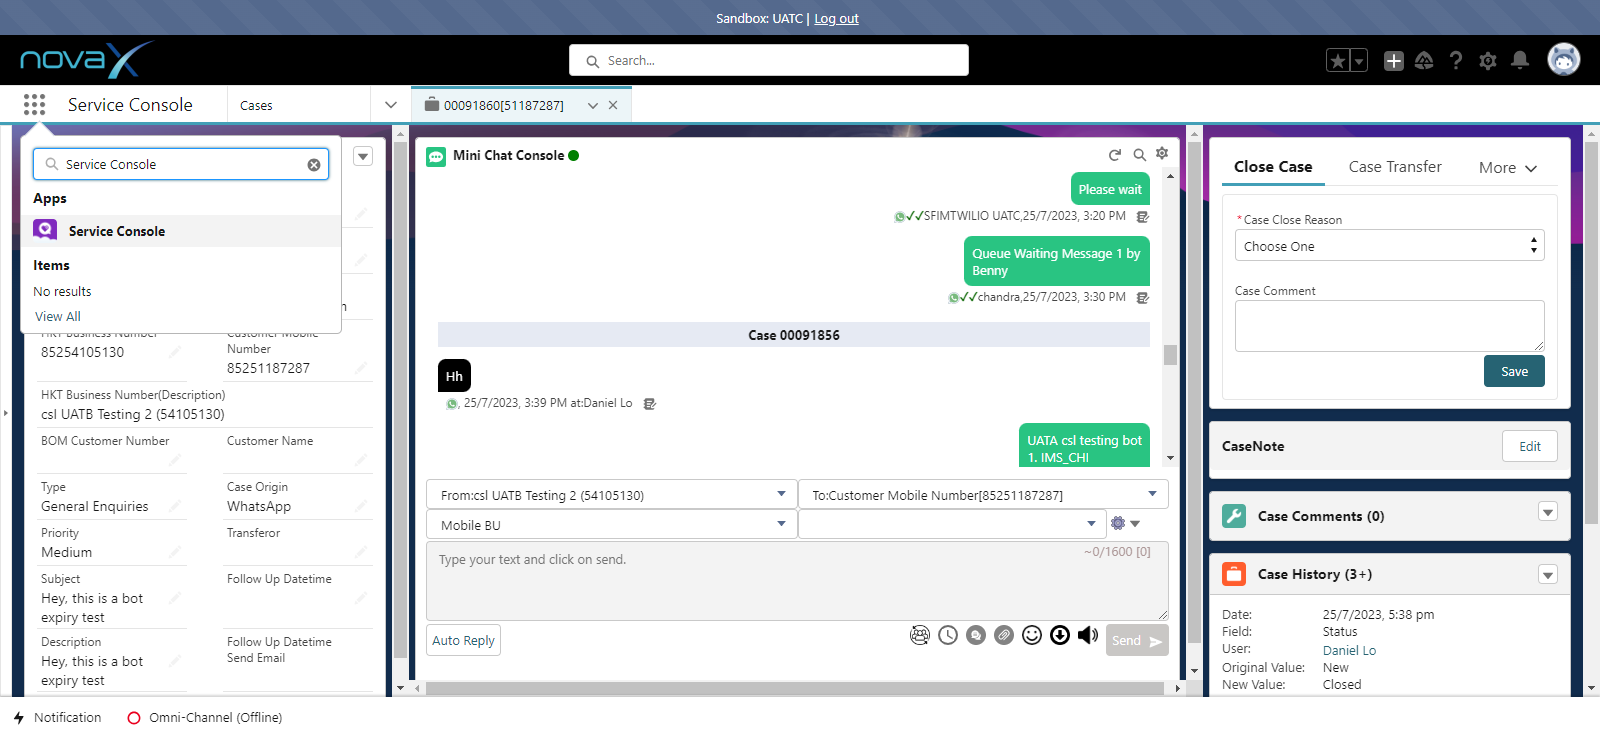 Sandbox: UATC | Log out
novaX
Search...
Service Console
Cases
00091860[51187287]
Service Console
Apps
Service Console
Items
No results
View All
HKT Business Number
85254105130
Customer Mobile
Number
85251187287
HKT Business Number(Description)
csl UATB Testing 2 (54105130)
BOM Customer Number
Customer Name
Type
General Enquiries
Case Origin
WhatsApp
Priority
Medium
Transferor
Subject
Hey, this is a bot
expiry test
Follow Up Datetime
Description
Hey, this is a bot
expiry test
Follow Up Datetime
Send Email
Mini Chat Console
Please wait
SFIMTWILIO UATC,25/7/2023, 3:20 PM
Queue Waiting Message 1 by
Benny
chandra,25/7/2023, 3:30 PM
Case 00091856
Hh
, 25/7/2023, 3:39 PM at:Daniel Lo
UATA csl testing bot
1. IMS_CHI
From:csl UATB Testing 2 (54105130)
To:Customer Mobile Number[85251187287]
Mobile BU
Type your text and click on send.
~0/1600 [0]
Auto Reply
Send
Close Case
Case Transfer
More
*Case Close Reason
Choose One
Case Comment
Save
CaseNote
Edit
Case Comments (0)
Case History (3+)
Date: 25/7/2023, 5:38 pm
Field: Status
User: Daniel Lo
Original Value: New
New Value: Closed
Notification
Omni-Channel (Offline)